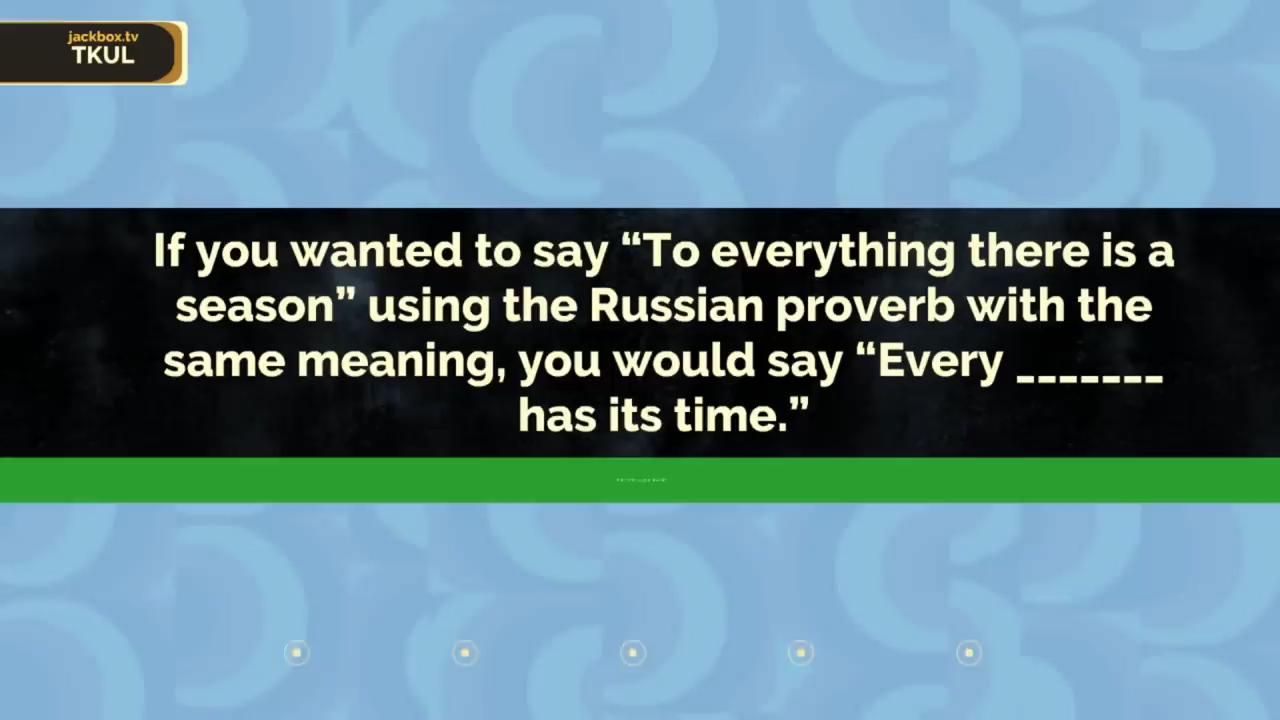 jackbox.tv
TKUL
If you wanted to say “To everything there is a
season” using the Russian proverb with the
same meaning, you would say “Every _______
has its time.”